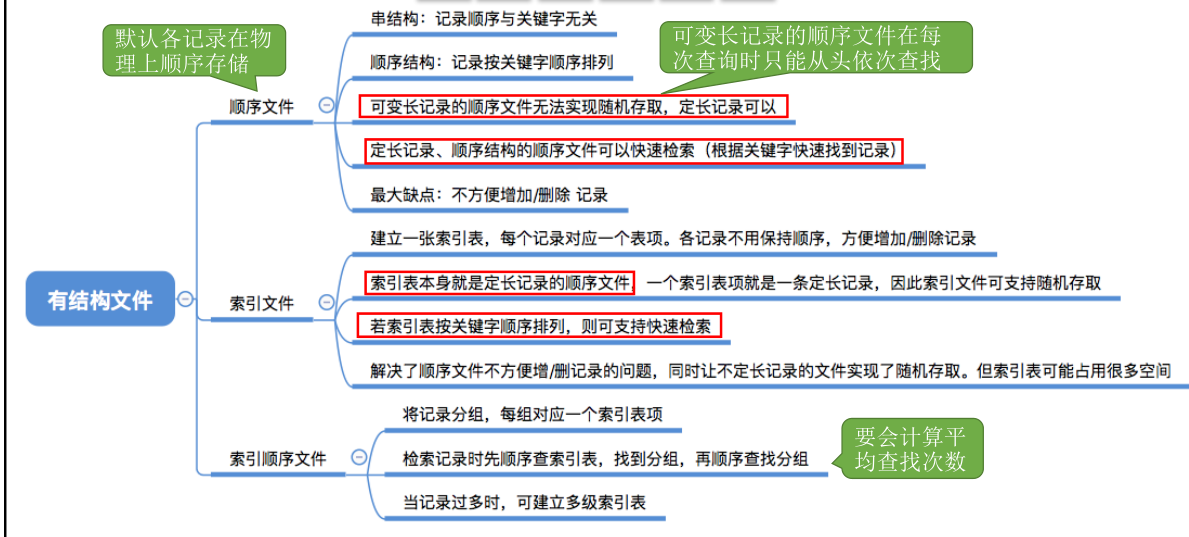 串结构：记录顺序与关键字无关
默认各记录在物
理上顺序存储
可变长记录的顺序文件在每
次查询时只能从头依次查找
顺序结构：记录按关键字顺序排列
顺序文件
可变长记录的顺序文件无法实现随机存取，定长记录可以
定长记录、顺序结构的顺序文件可以快速检索（根据关键字快速找到记录）
最大缺点：不方便增加/删除 记录
建立一张索引表，每个记录对应一个表项。各记录不用保持顺序，方便增加/删除记录
有结构文件
索引文件
索引表本身就是定长记录的顺序文件，一个索引表项就是一条定长记录，因此索引文件可支持随机存取
若索引表按关键字顺序排列，则可支持快速检索
解决了顺序文件不方便增/删记录的问题，同时让不定长记录的文件实现了随机存取。但索引表可能占用很多空间
将记录分组，每组对应一个索引表项
索引顺序文件
检索记录时先顺序查索引表，找到分组，再顺序查找分组
要会计算平
均查找次数
当记录过多时，可建立多级索引表